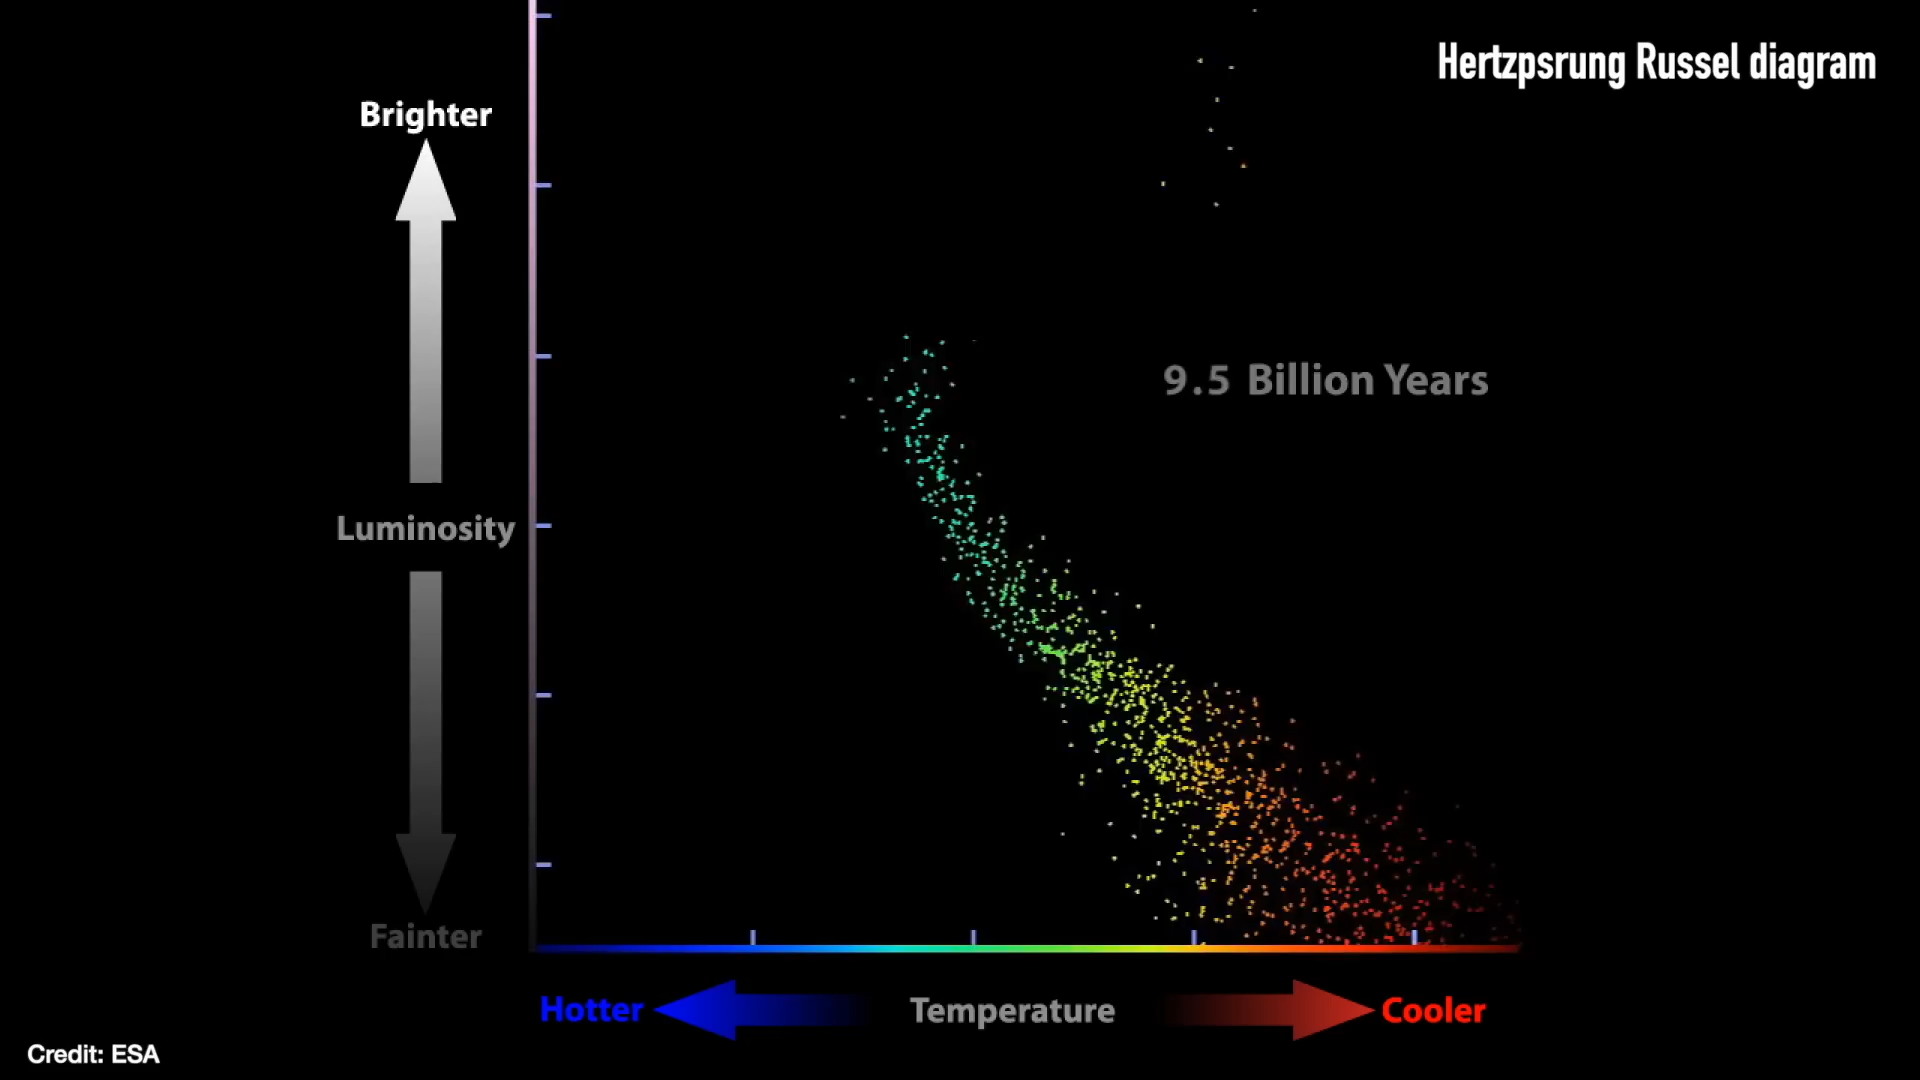 Hertzpsrung Russel diagram
Brighter
9.5 Billion Years
Luminosity
Fainter
Hotter
Temperature
Cooler
Credit: ESA